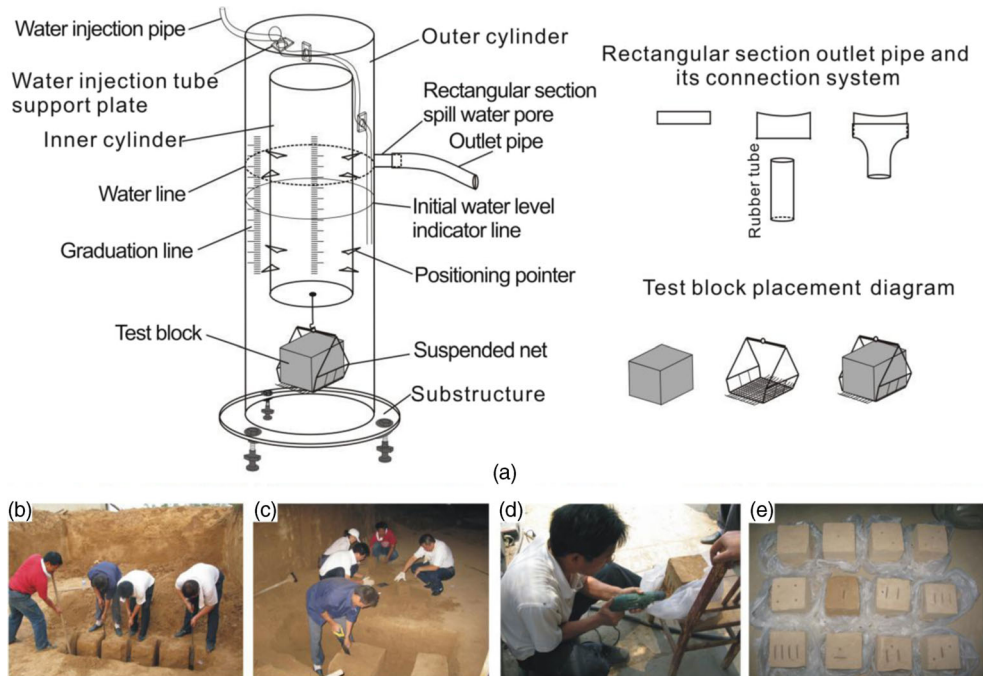 Water injection pipe
Water injection tube
support plate
Inner cylinder
Water line
Graduation line
Test block
Outer cylinder
Rectangular section
spill water pore
Outlet pipe
Initial water level
indicator line
Positioning pointer
Suspended net
Substructure
Rectangular section outlet pipe and
its connection system
Rubber tube
Test block placement diagram
(a)
(b)
(c)
(d)
(e)